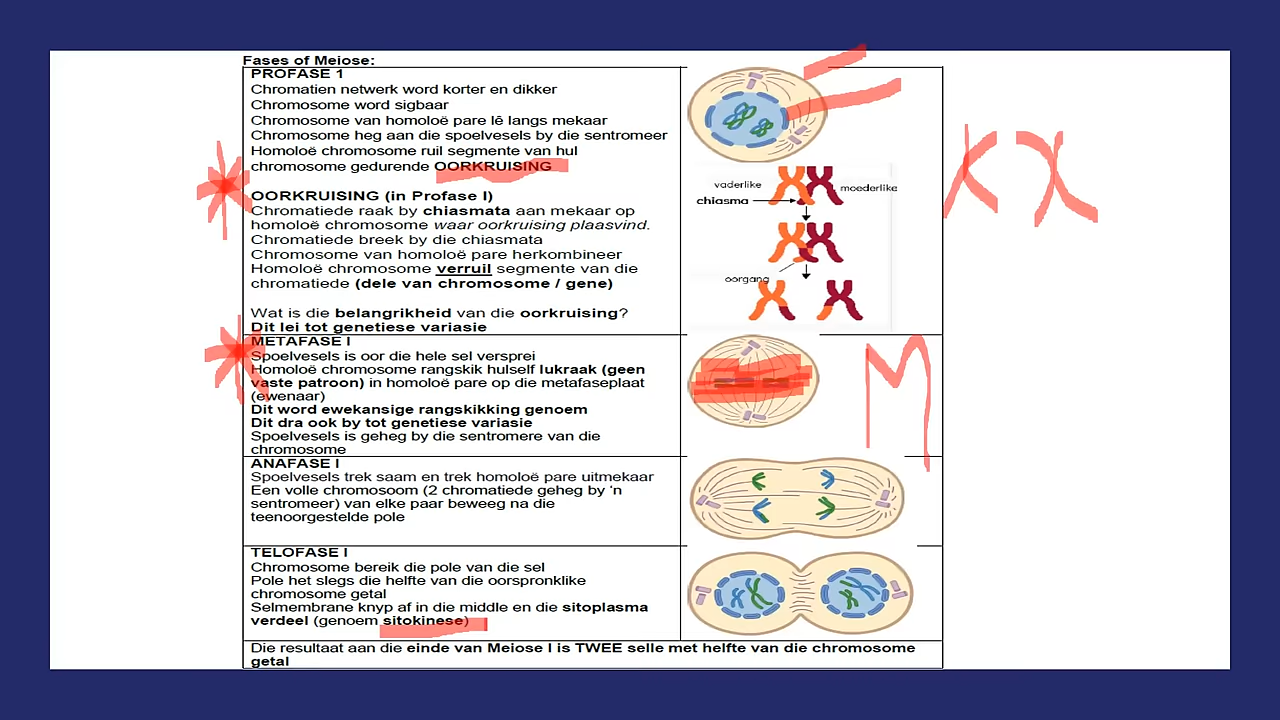 Fases of Meiose:
PROFASE 1
Chromatien netwerk word korter en dikker
Chromosome word sigbaar
Chromosome van homoloë pare lê langs mekaar
Chromosome heg aan die spoelvesels by die sentromeer
Homoloë chromosome ruil segmente van hul
chromosome gedurende OORKRUISING
OORKRUISING (in Profase I)
Chromatiede raak by chiasmata aan mekaar op
homoloë chromosome waar oorkruising plaasvind.
Chromatiede breek by die chiasmata
Chromosome van homoloë pare herkombineer
Homoloë chromosome verruil segmente van die
chromatiede (dele van chromosome / gene)
Wat is die belangrikheid van die oorkruising?
Dit lei tot genetiese variasie
vaderlike
moederlike
chiasma
oorgang
METAFASE I
Spoelvesels is oor die hele sel versprei
Homoloë chromosome rangskik hulself lukraak (geen
vaste patroon) in homoloë pare op die metafaseplaat
(ewenaar)
Dit word ewekansige rangskikking genoem
Dit dra ook by tot genetiese variasie
Spoelvesels is geheg by die sentromere van die
chromosome
M
ANAFASE I
Spoelvesels trek saam en trek homoloë pare uitmekaar
Een volle chromosoom (2 chromatiede geheg by 'n
sentromeer) van elke paar beweeg na die
teenoorgestelde pole
TELOFASE I
Chromosome bereik die pole van die sel
Pole het slegs die helfte van die oorspronklike
chromosome getal
Selmembrane knyp af in die middle en die sitoplasma
verdeel (genoem sitokinese)
Die resultaat aan die einde van Meiose I is TWEE selle met helfte van die chromosome
getal